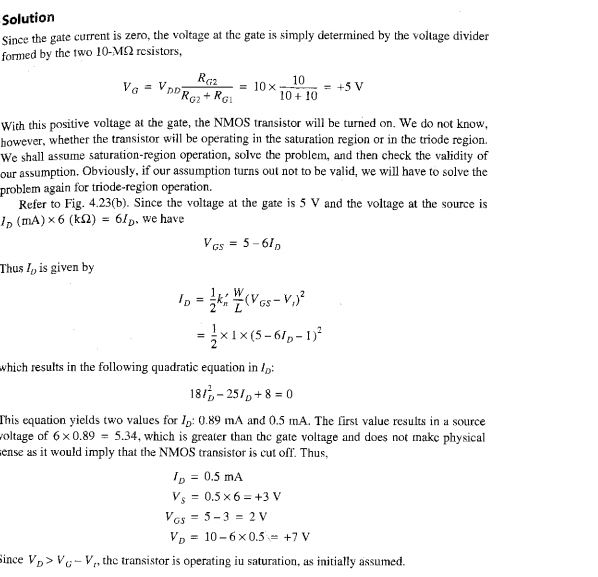 Solution
Since the gate current is zero, the voltage at the gate is simply determined by the voltage divider
formed by the two 10-MΩ resistors,
V_G = V_DD R_G2 / (R_G2 + R_G1) = 10 × 10 / (10 + 10) = +5 V
With this positive voltage at the gate, the NMOS transistor will be turned on. We do not know,
however, whether the transistor will be operating in the saturation region or in the triode region.
We shall assume saturation-region operation, solve the problem, and then check the validity of
our assumption. Obviously, if our assumption turns out not to be valid, we will have to solve the
problem again for triode-region operation.
Refer to Fig. 4.23(b). Since the voltage at the gate is 5 V and the voltage at the source is
I_D (mA) × 6 (kΩ) = 6I_D, we have
V_GS = 5 – 6I_D
Thus I_D is given by
I_D = 1/2 k'_n W/L (V_GS – V_t)²
= 1/2 × 1 × (5 – 6I_D – 1)²
which results in the following quadratic equation in I_D:
18I_D² – 25I_D + 8 = 0
This equation yields two values for I_D: 0.89 mA and 0.5 mA. The first value results in a source
voltage of 6 × 0.89 = 5.34, which is greater than the gate voltage and does not make physical
sense as it would imply that the NMOS transistor is cut off. Thus,
I_D = 0.5 mA
V_S = 0.5 × 6 = +3 V
V_GS = 5 – 3 = 2 V
V_D = 10 – 6 × 0.5 = +7 V
Since V_D > V_G – V_t, the transistor is operating in saturation, as initially assumed.